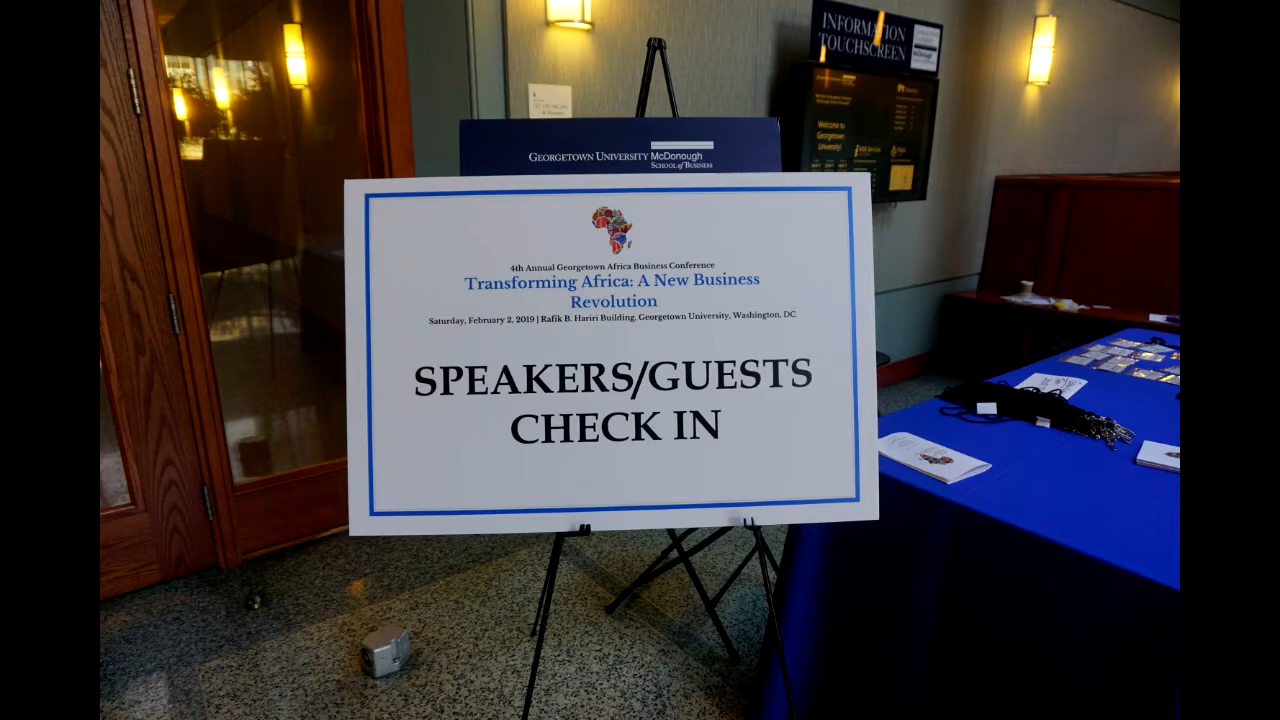 INFORMATION
TOUCHSCREEN
Welcome to
Georgetown
University!
GEORGETOWN UNIVERSITY McDonough
SCHOOL of BUSINESS
4th Annual Georgetown Africa Business Conference
Transforming Africa: A New Business
Revolution
Saturday, February 2, 2019 | Rafik B. Hariri Building, Georgetown University, Washington, DC
SPEAKERS/GUESTS
CHECK IN